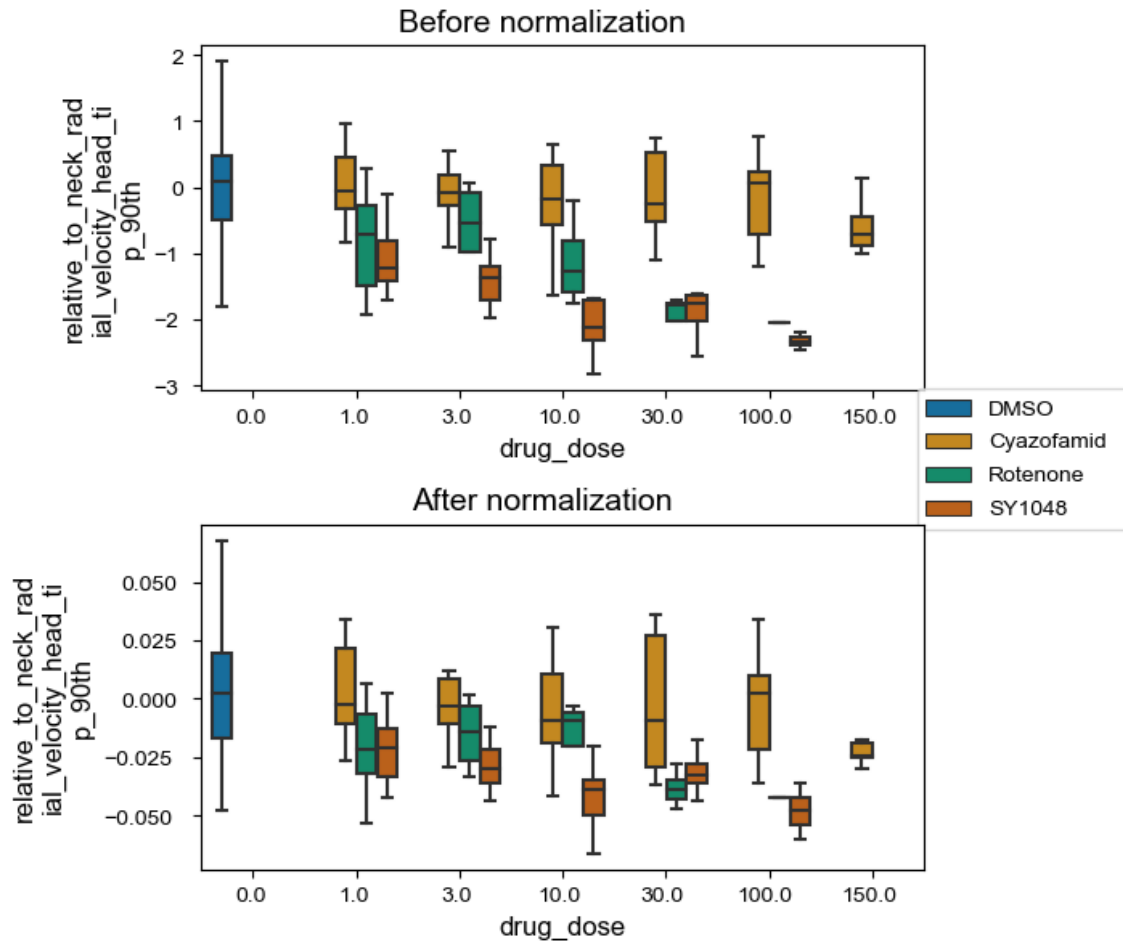 Before normalization
relative_to_neck_rad
ial_velocity_head_ti
p_90th
2
1
0
−1
−2
−3
0.0 1.0 3.0 10.0 30.0 100.0 150.0
drug_dose
DMSO
Cyazofamid
Rotenone
SY1048
After normalization
relative_to_neck_rad
ial_velocity_head_ti
p_90th
0.050
0.025
0.000
−0.025
−0.050
0.0 1.0 3.0 10.0 30.0 100.0 150.0
drug_dose